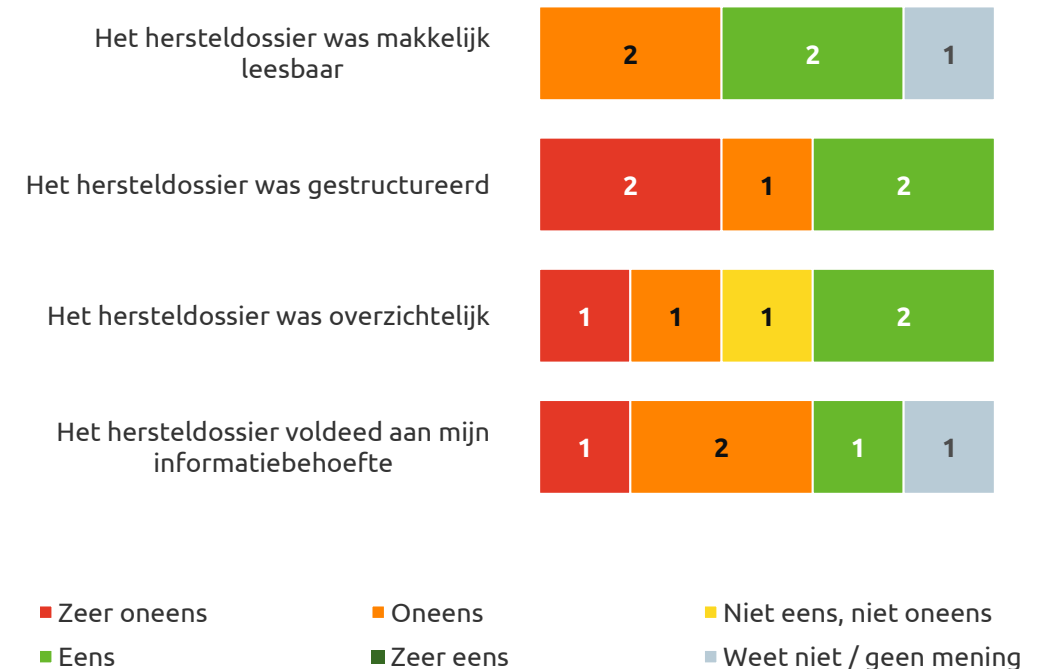 Het hersteldossier was makkelijk
leesbaar
2 2 1
Het hersteldossier was gestructureerd
2 1 2
Het hersteldossier was overzichtelijk
1 1 1 2
Het hersteldossier voldeed aan mijn
informatiebehoefte
1 2 1 1
Zeer oneens Oneens Niet eens, niet oneens
Eens Zeer eens Weet niet / geen mening